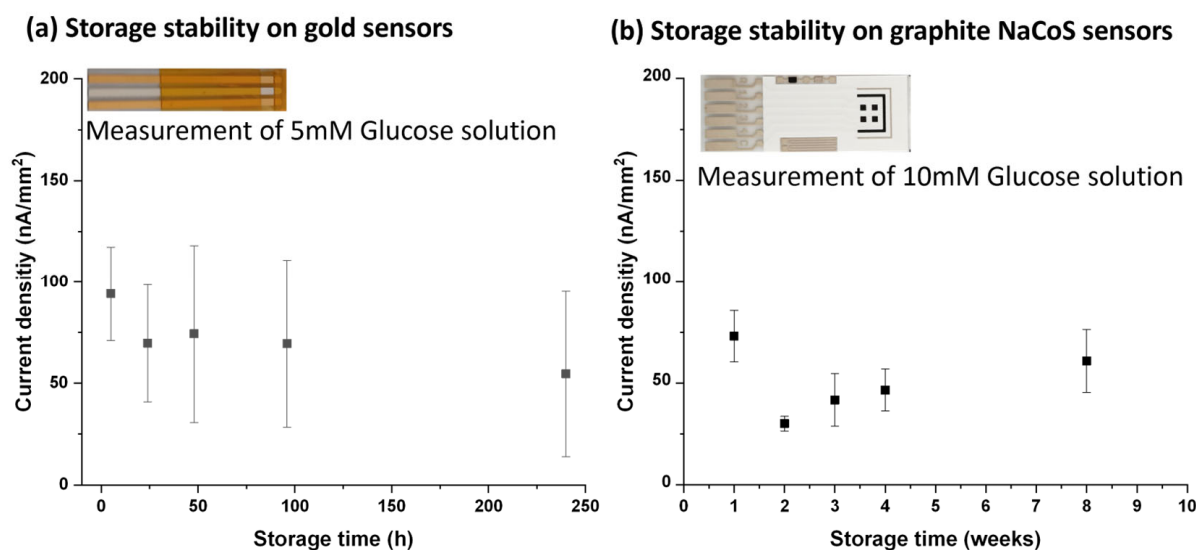 (a) Storage stability on gold sensors
200
150
100
50
0
Current densitiy (nA/mm²)
Measurement of 5mM Glucose solution
0 50 100 150 200 250
Storage time (h)
(b) Storage stability on graphite NaCoS sensors
200
150
100
50
0
Current densitiy (nA/mm²)
Measurement of 10mM Glucose solution
0 1 2 3 4 5 6 7 8 9 10
Storage time (weeks)